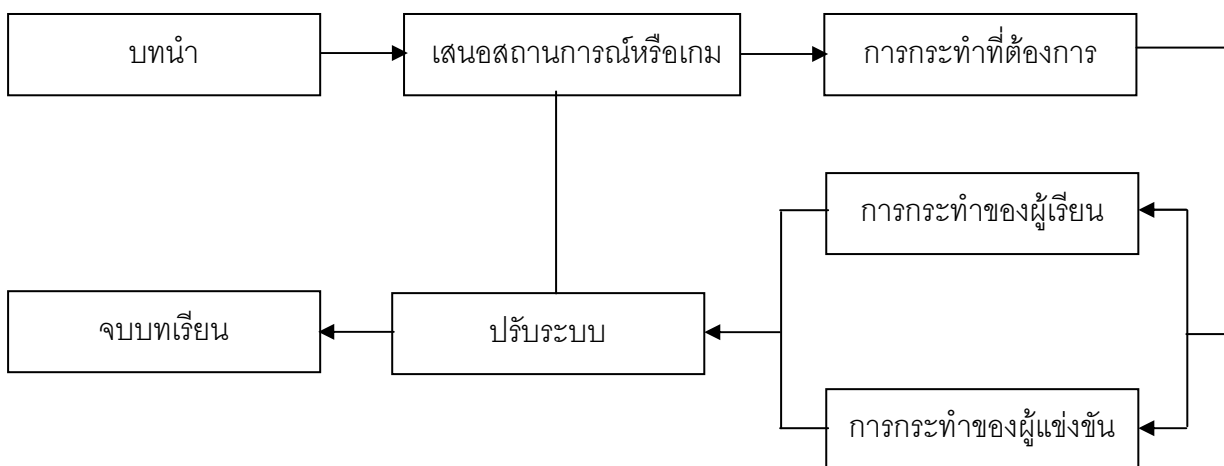 บทนำ
เสนอสถานการณ์หรือเกม
การกระทำที่ต้องการ
การกระทำของผู้เรียน
จบบทเรียน
ปรับระบบ
การกระทำของผู้แข่งขัน